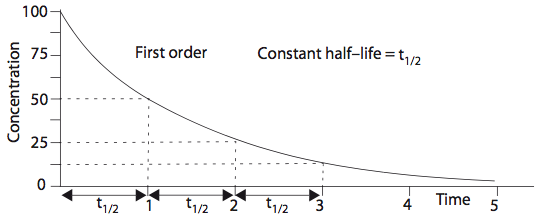 100
75
First order
Constant half–life = t1/2
Concentration
50
25
0
t1/2 1 t1/2 2 t1/2 3 4 Time 5